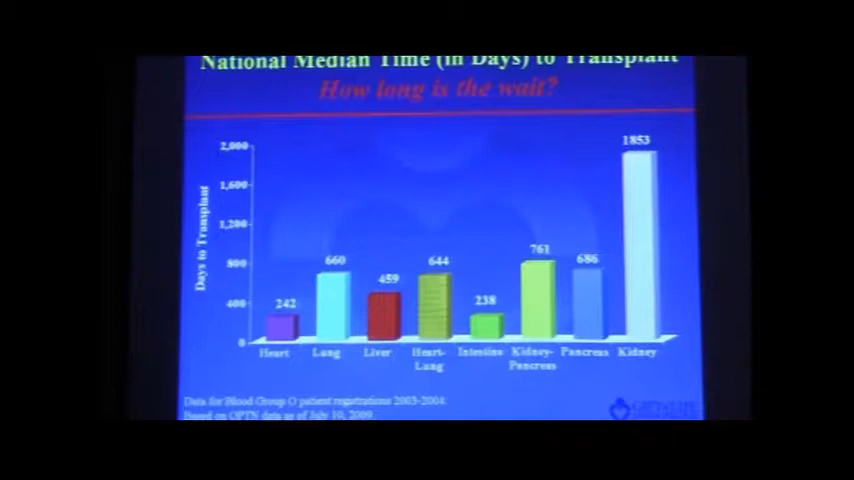 National Median Time (in Days) to Transplant
How long is the wait?
2,000
1,600
1,200
800
400
0
Days to Transplant
242
660
459
644
238
761
686
1853
Heart
Lung
Liver
Heart-
Lung
Intestine
Kidney-
Pancreas
Pancreas
Kidney
Data for Blood Group O patient registrations 2003-2004
Based on OPTN data as of July 10, 2009